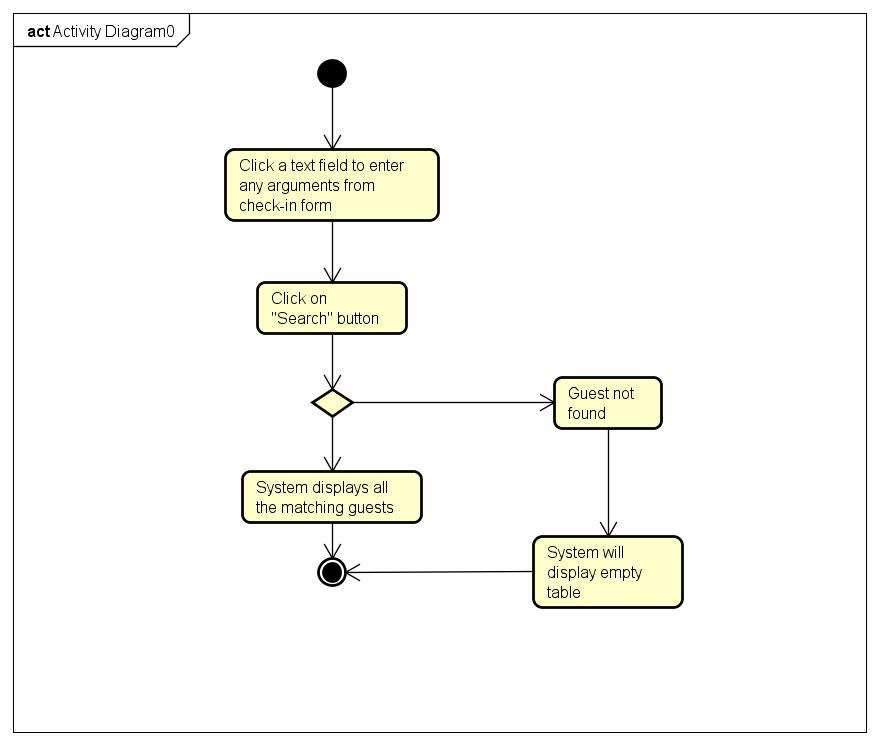 act Activity Diagram0
Click a text field to enter
any arguments from
check-in form
Click on
"Search" button
Guest not
found
System displays all
the matching guests
System will
display empty
table